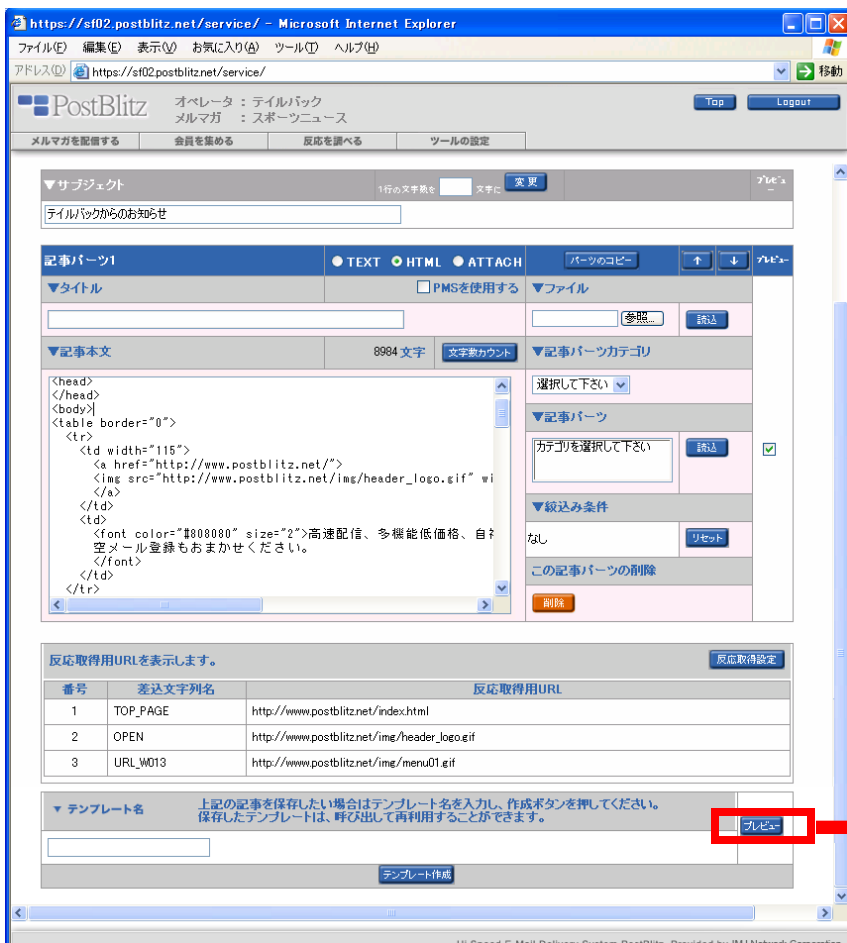 https://sf02.postblitz.net/service/ - Microsoft Internet Explorer
ファイル(F) 編集(E) 表示(V) お気に入り(A) ツール(T) ヘルプ(H)
アドレス(D) https://sf02.postblitz.net/service/ 移動
PostBlitz オペレータ : テイルバック Top Logout
メルマガ : スポーツニュース
メルマガを配信する 会員を集める 反応を調べる ツールの設定
▼サブジェクト 1行の文字数を 文字に 変更 プレビュー
テイルバックからのお知らせ
記事パーツ1 TEXT HTML ATTACH パーツのコピー ↑ ↓ プレビュー
▼タイトル PMSを使用する ▼ファイル
参照... 読込
▼記事本文 8984 文字 文字数カウント ▼記事パーツカテゴリ
選択して下さい
<head>
</head>
<body>
<table border="0">
<tr>
<td width="115">
<a href="http://www.postblitz.net/">
<img src="http://www.postblitz.net/img/header_logo.gif" wi
</a>
</td>
<td>
<font color="#808080" size="2">高速配信、多機能低価格、自
空メール登録もおまかせください。
</font>
</td>
</tr>
▼記事パーツ
カテゴリを選択して下さい 読込
▼絞込み条件
なし リセット
この記事パーツの削除
削除
反応取得用URLを表示します。 反応取得設定
番号 差込文字列名 反応取得用URL
1 TOP_PAGE http://www.postblitz.net/index.html
2 OPEN http://www.postblitz.net/img/header_logo.gif
3 URL_W013 http://www.postblitz.net/img/menu01.gif
▼ テンプレート名 上記の記事を保存したい場合はテンプレート名を入力し、作成ボタンを押してください。
保存したテンプレートは、呼び出して再利用することができます。
プレビュー
テンプレート作成
Hi Speed E-Mail Delivery System PostBlitz. Provided by IMJ Network Corporation